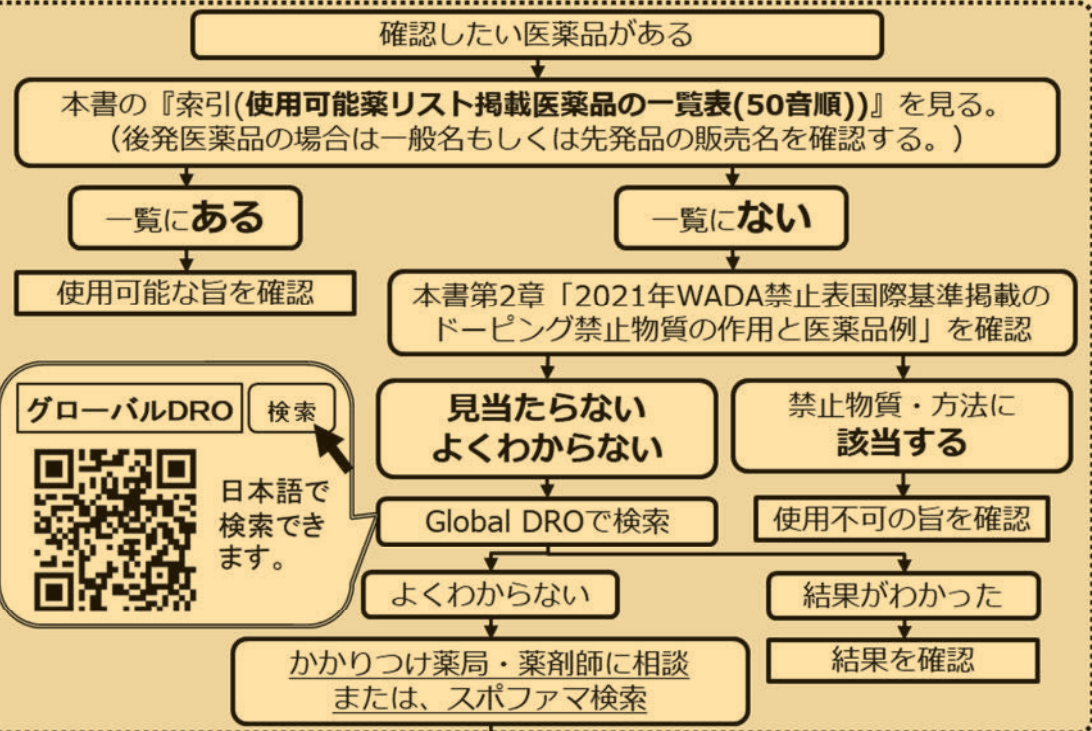 確認したい医薬品がある
本書の『索引(使用可能薬リスト掲載医薬品の一覧表(50音順))』を見る。
(後発医薬品の場合は一般名もしくは先発品の販売名を確認する。)
一覧にある
一覧にない
使用可能な旨を確認
本書第2章「2021年WADA禁止表国際基準掲載の
ドーピング禁止物質の作用と医薬品例」を確認
見当たらない
よくわからない
禁止物質・方法に
該当する
グローバルDRO
検索
日本語で
検索でき
ます。
Global DROで検索
使用不可の旨を確認
よくわからない
結果がわかった
かかりつけ薬局・薬剤師に相談
または、スポファマ検索
結果を確認